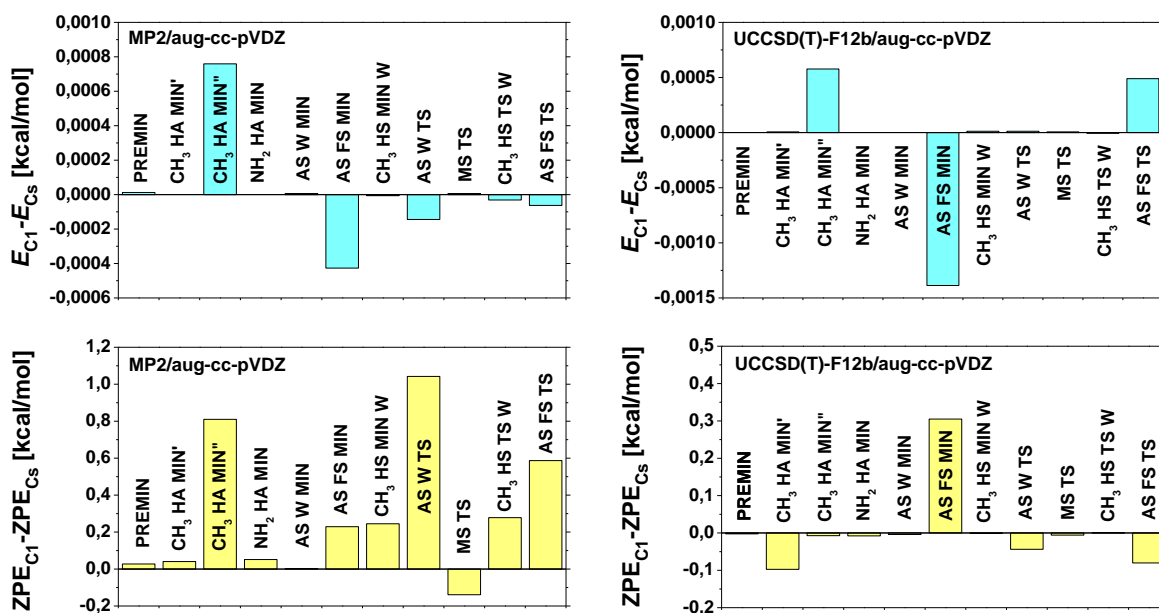 MP2/aug-cc-pVDZ
E_C1-E_Cs [kcal/mol]
0,0010
0,0008
0,0006
0,0004
0,0002
0,0000
-0,0002
-0,0004
-0,0006
PREMIN
CH₃ HA MIN'
CH₃ HA MIN"
NH₂ HA MIN
AS W MIN
AS FS MIN
CH₃ HS MIN W
AS W TS
MS TS
CH₃ HS TS W
AS FS TS
UCCSD(T)-F12b/aug-cc-pVDZ
E_C1-E_Cs [kcal/mol]
0,0010
0,0005
0,0000
-0,0005
-0,0010
-0,0015
PREMIN
CH₃ HA MIN'
CH₃ HA MIN"
NH₂ HA MIN
AS W MIN
AS FS MIN
CH₃ HS MIN W
AS W TS
MS TS
CH₃ HS TS W
AS FS TS
MP2/aug-cc-pVDZ
ZPE_C1-ZPE_Cs [kcal/mol]
1,2
1,0
0,8
0,6
0,4
0,2
0,0
-0,2
PREMIN
CH₃ HA MIN'
CH₃ HA MIN"
NH₂ HA MIN
AS W MIN
AS FS MIN
CH₃ HS MIN W
AS W TS
MS TS
CH₃ HS TS W
AS FS TS
UCCSD(T)-F12b/aug-cc-pVDZ
ZPE_C1-ZPE_Cs [kcal/mol]
0,5
0,4
0,3
0,2
0,1
0,0
-0,1
-0,2
PREMIN
CH₃ HA MIN'
CH₃ HA MIN"
NH₂ HA MIN
AS W MIN
AS FS MIN
CH₃ HS MIN W
AS W TS
MS TS
CH₃ HS TS W
AS FS TS